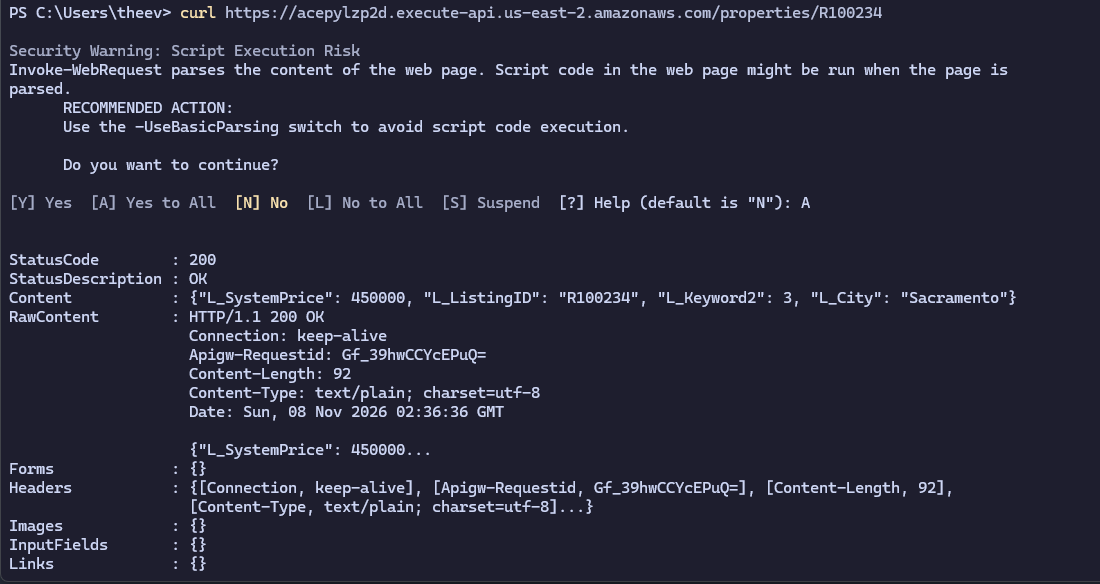 PS C:\Users\theev> curl https://acepylzp2d.execute-api.us-east-2.amazonaws.com/properties/R100234
Security Warning: Script Execution Risk
Invoke-WebRequest parses the content of the web page. Script code in the web page might be run when the page is
parsed.
RECOMMENDED ACTION:
Use the -UseBasicParsing switch to avoid script code execution.
Do you want to continue?
[Y] Yes  [A] Yes to All  [N] No  [L] No to All  [S] Suspend  [?] Help (default is "N"): A
StatusCode        : 200
StatusDescription : OK
Content           : {"L_SystemPrice": 450000, "L_ListingID": "R100234", "L_Keyword2": 3, "L_City": "Sacramento"}
RawContent        : HTTP/1.1 200 OK
Connection: keep-alive
Apigw-Requestid: Gf_39hwCCYcEPuQ=
Content-Length: 92
Content-Type: text/plain; charset=utf-8
Date: Sun, 08 Nov 2026 02:36:36 GMT
{"L_SystemPrice": 450000...
Forms             : {}
Headers           : {[Connection, keep-alive], [Apigw-Requestid, Gf_39hwCCYcEPuQ=], [Content-Length, 92],
[Content-Type, text/plain; charset=utf-8]...}
Images            : {}
InputFields       : {}
Links             : {}